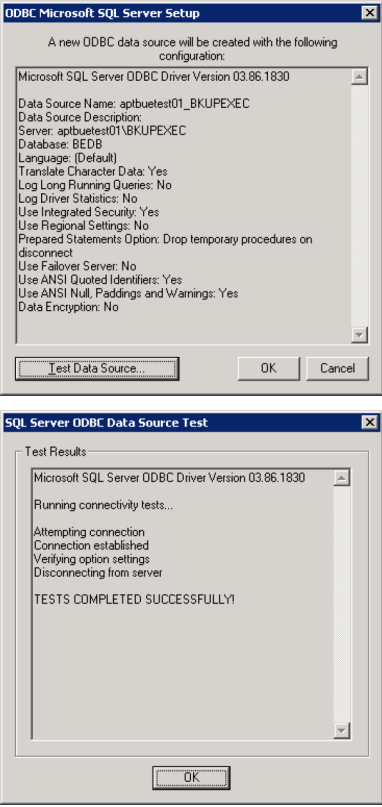 ODBC Microsoft SQL Server Setup
A new ODBC data source will be created with the following
configuration:
Microsoft SQL Server ODBC Driver Version 03.86.1830
Data Source Name: aptbuetest01_BKUPEXEC
Data Source Description:
Server: aptbuetest01\BKUPEXEC
Database: BEDB
Language: (Default)
Translate Character Data: Yes
Log Long Running Queries: No
Log Driver Statistics: No
Use Integrated Security: Yes
Use Regional Settings: No
Prepared Statements Option: Drop temporary procedures on
disconnect
Use Failover Server: No
Use ANSI Quoted Identifiers: Yes
Use ANSI Null, Paddings and Warnings: Yes
Data Encryption: No
Test Data Source... OK Cancel
SQL Server ODBC Data Source Test
Test Results
Microsoft SQL Server ODBC Driver Version 03.86.1830
Running connectivity tests...
Attempting connection
Connection established
Verifying option settings
Disconnecting from server
TESTS COMPLETED SUCCESSFULLY!
OK